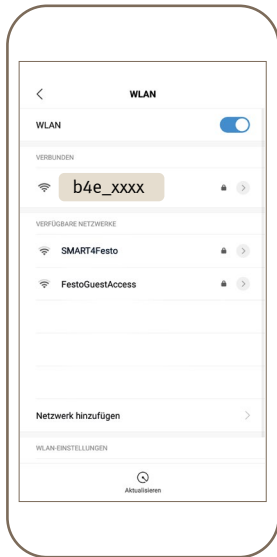 WLAN
WLAN
VERBUNDEN
b4e_xxxx
VERFÜGBARE NETZWERKE
SMART4Festo
FestoGuestAccess
Netzwerk hinzufügen
WLAN-EINSTELLUNGEN
Aktualisieren